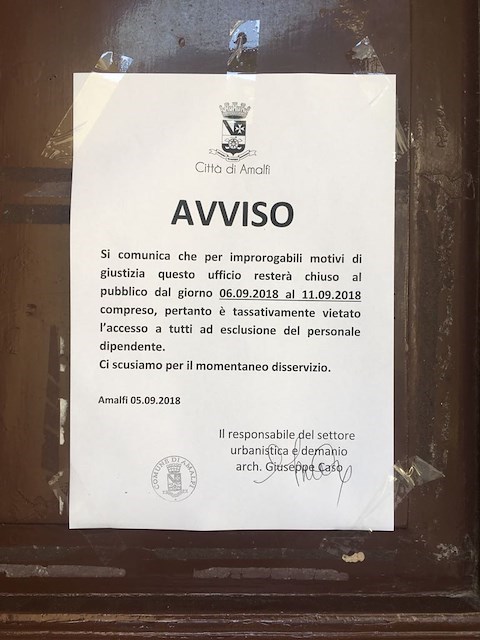 Città di Amalfi
AVVISO
Si comunica che per improrogabili motivi di
giustizia questo ufficio resterà chiuso al
pubblico dal giorno 06.09.2018 al 11.09.2018
compreso, pertanto è tassativamente vietato
l'accesso a tutti ad esclusione del personale
dipendente.
Ci scusiamo per il momentaneo disservizio.
Amalfi 05.09.2018
Il responsabile del settore
urbanistica e demanio
arch. Giuseppe Caso
COMUNE DI AMALFI